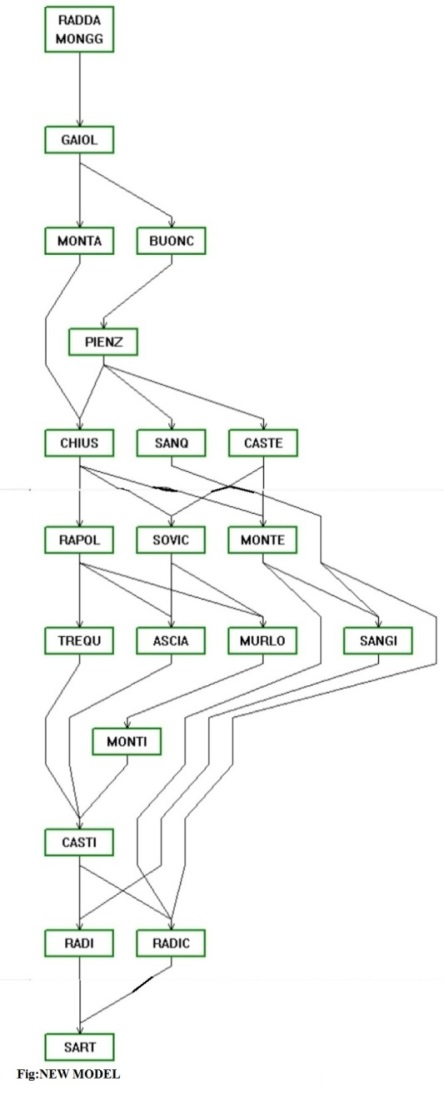 RADDA
MONGG
GAIOL
MONTA
BUONC
PIENZ
CHIUS
SANQ
CASTE
RAPOL
SOVIC
MONTE
TREQU
ASCIA
MURLO
SANGI
MONTI
CASTI
RADI
RADIC
SART
Fig:NEW MODEL